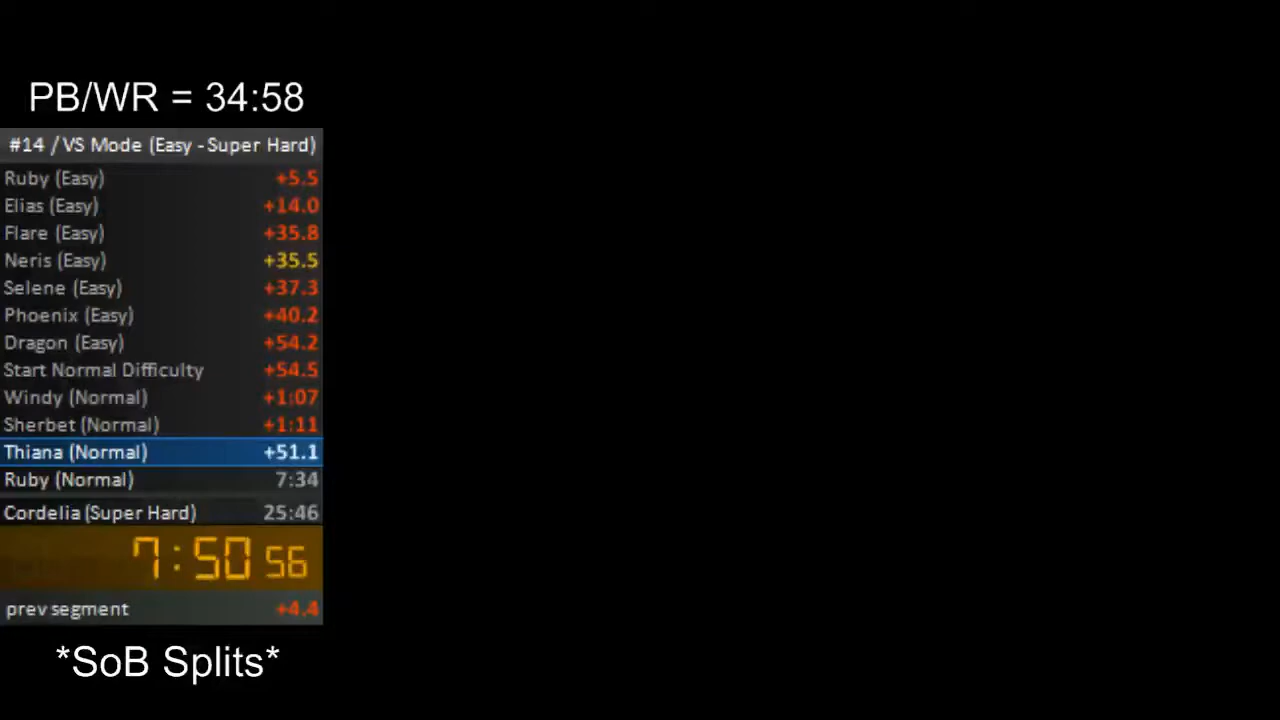 PB/WR = 34:58
#14 / VS Mode (Easy - Super Hard)
Ruby (Easy) +5.5
Elias (Easy) +14.0
Flare (Easy) +35.8
Neris (Easy) +35.5
Selene (Easy) +37.3
Phoenix (Easy) +40.2
Dragon (Easy) +54.2
Start Normal Difficulty +54.5
Windy (Normal) +1:07
Sherbet (Normal) +1:11
Thiana (Normal) +51.1
Ruby (Normal) 7:34
Cordelia (Super Hard) 25:46
7:50 56
prev segment +4.4
*SoB Splits*